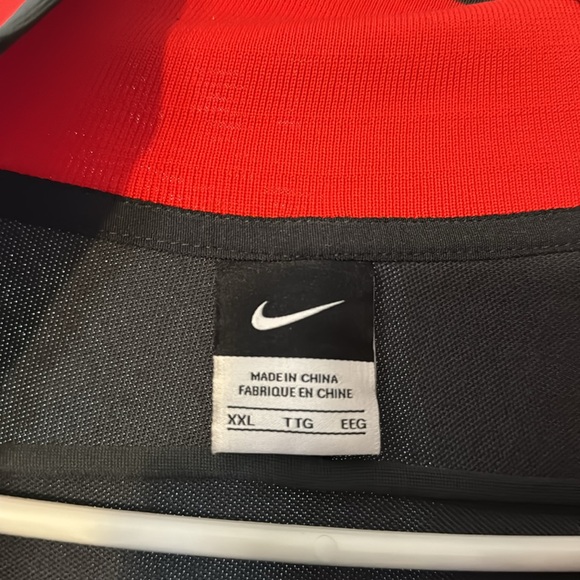 MADE IN CHINA
FABRIQUE EN CHINE
XXL TTG EEG